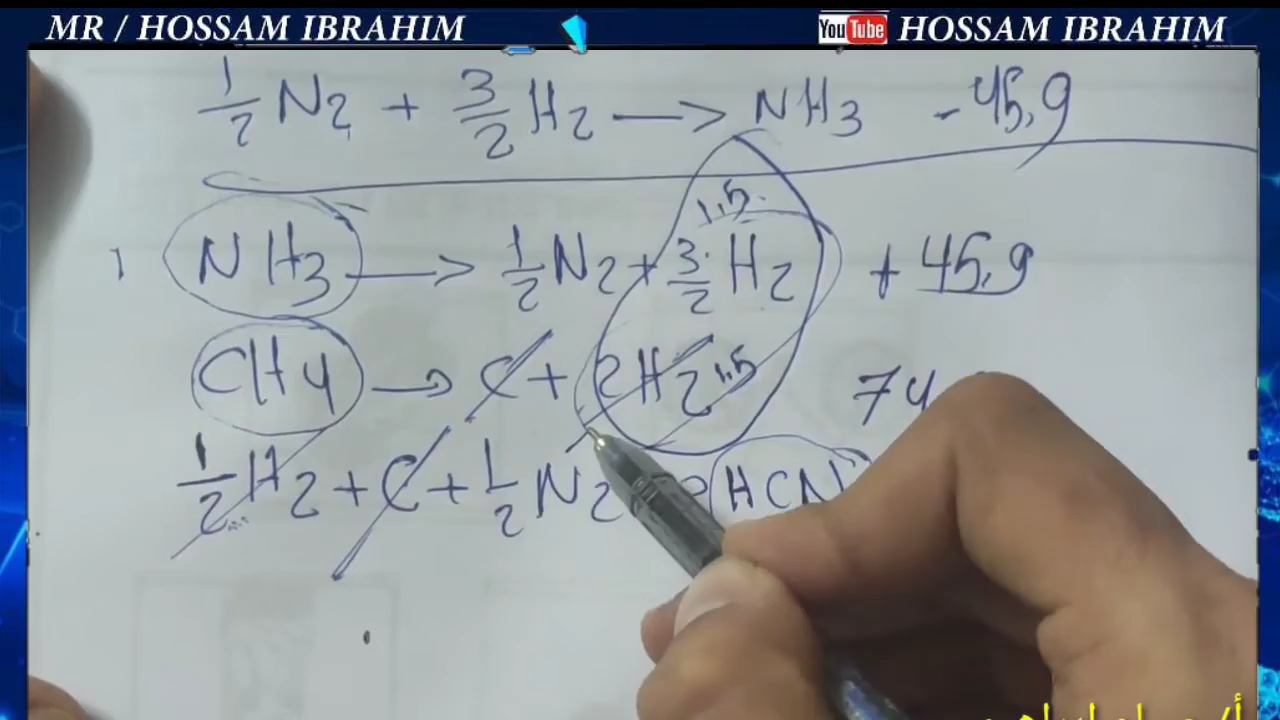 MR / HOSSAM IBRAHIM
YouTube HOSSAM IBRAHIM
1/2 N2 + 3/2 H2 → NH3 - 45,9
1,5
1 NH3 → 1/2 N2 + 3/2 H2 + 45,9
CH4 → C + 2H2 1,5 74
1/2 H2 + C + 1/2 N2 HCN